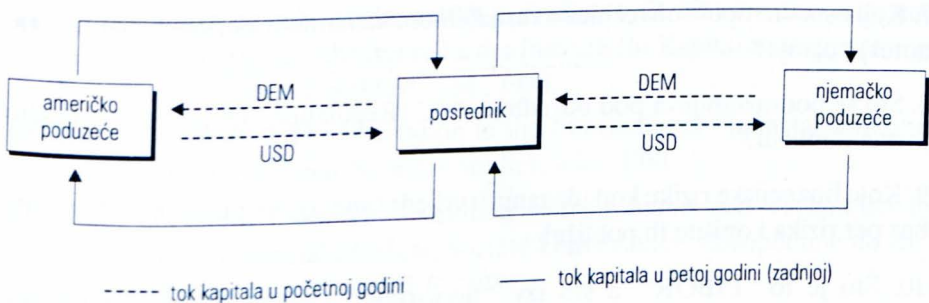 američko
poduzeće
DEM
USD
posrednik
DEM
USD
njemačko
poduzeće
tok kapitala u početnoj godini
tok kapitala u petoj godini (zadnjoj)